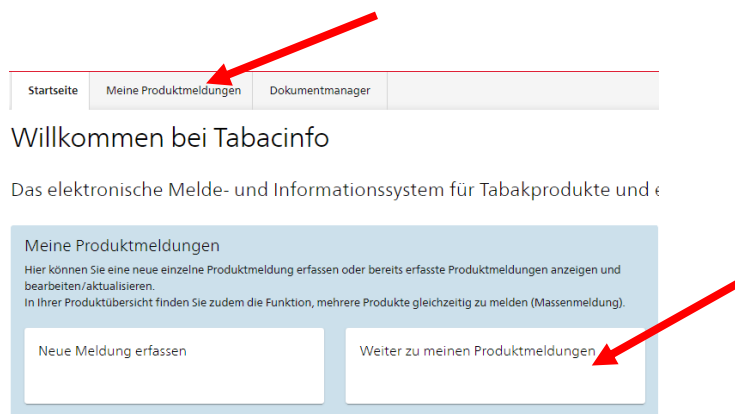 Startseite Meine Produktmeldungen Dokumentmanager
Willkommen bei Tabacinfo
Das elektronische Melde- und Informationssystem für Tabakprodukte und
Meine Produktmeldungen
Hier können Sie eine neue einzelne Produktmeldung erfassen oder bereits erfasste Produktmeldungen anzeigen und
bearbeiten/aktualisieren.
In Ihrer Produktübersicht finden Sie zudem die Funktion, mehrere Produkte gleichzeitig zu melden (Massenmeldung).
Neue Meldung erfassen Weiter zu meinen Produktmeldungen